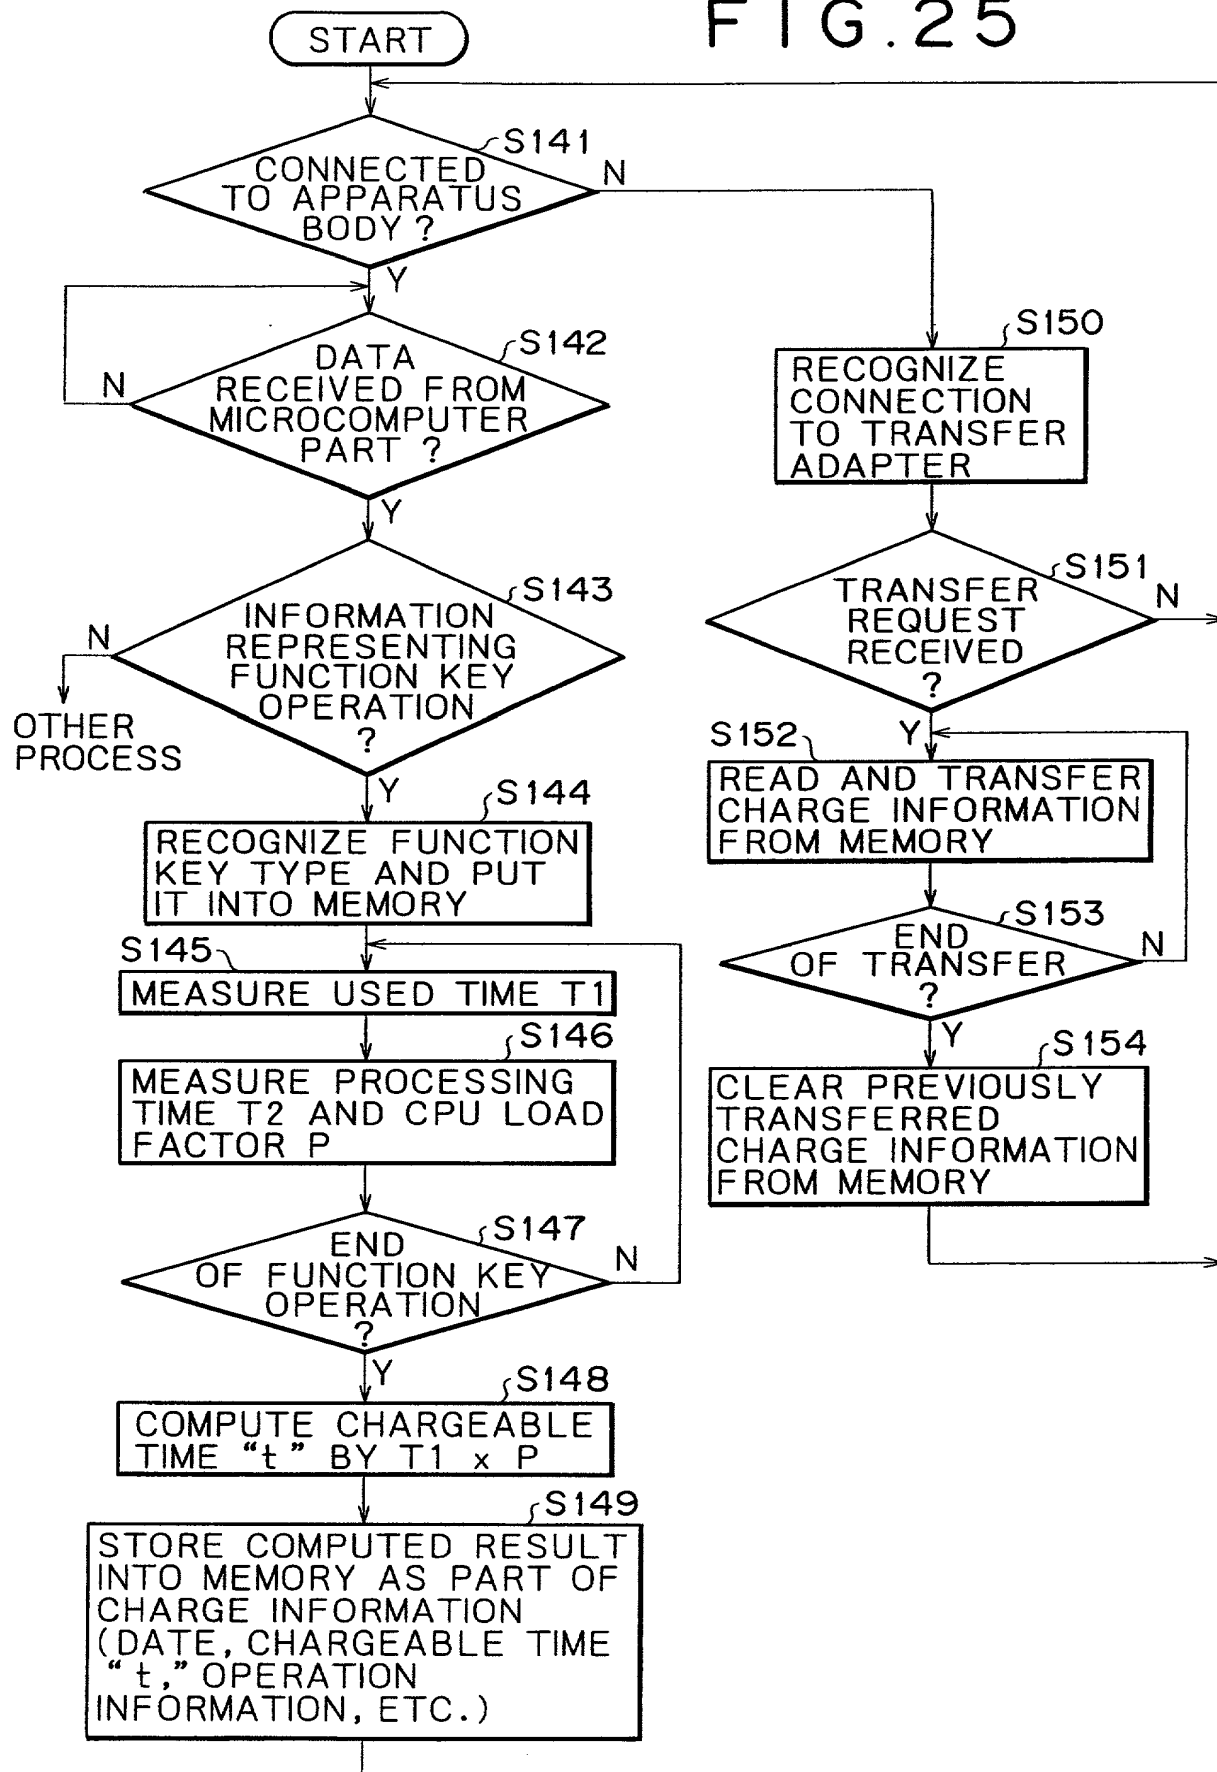 FIG.25
START
S141
CONNECTED
TO APPARATUS
BODY ?
N
Y
S142
DATA
RECEIVED FROM
MICROCOMPUTER
PART ?
N
Y
S143
INFORMATION
REPRESENTING
FUNCTION KEY
OPERATION
?
N
OTHER
PROCESS
Y
S144
RECOGNIZE FUNCTION
KEY TYPE AND PUT
IT INTO MEMORY
S145
MEASURE USED TIME T1
S146
MEASURE PROCESSING
TIME T2 AND CPU LOAD
FACTOR P
S147
END
OF FUNCTION KEY
OPERATION
?
N
Y
S148
COMPUTE CHARGEABLE
TIME “t” BY T1 x P
S149
STORE COMPUTED RESULT
INTO MEMORY AS PART OF
CHARGE INFORMATION
(DATE, CHARGEABLE TIME
“t,” OPERATION
INFORMATION, ETC.)
S150
RECOGNIZE
CONNECTION
TO TRANSFER
ADAPTER
S151
TRANSFER
REQUEST
RECEIVED
?
N
Y
S152
READ AND TRANSFER
CHARGE INFORMATION
FROM MEMORY
S153
END
OF TRANSFER
?
N
Y
S154
CLEAR PREVIOUSLY
TRANSFERRED
CHARGE INFORMATION
FROM MEMORY